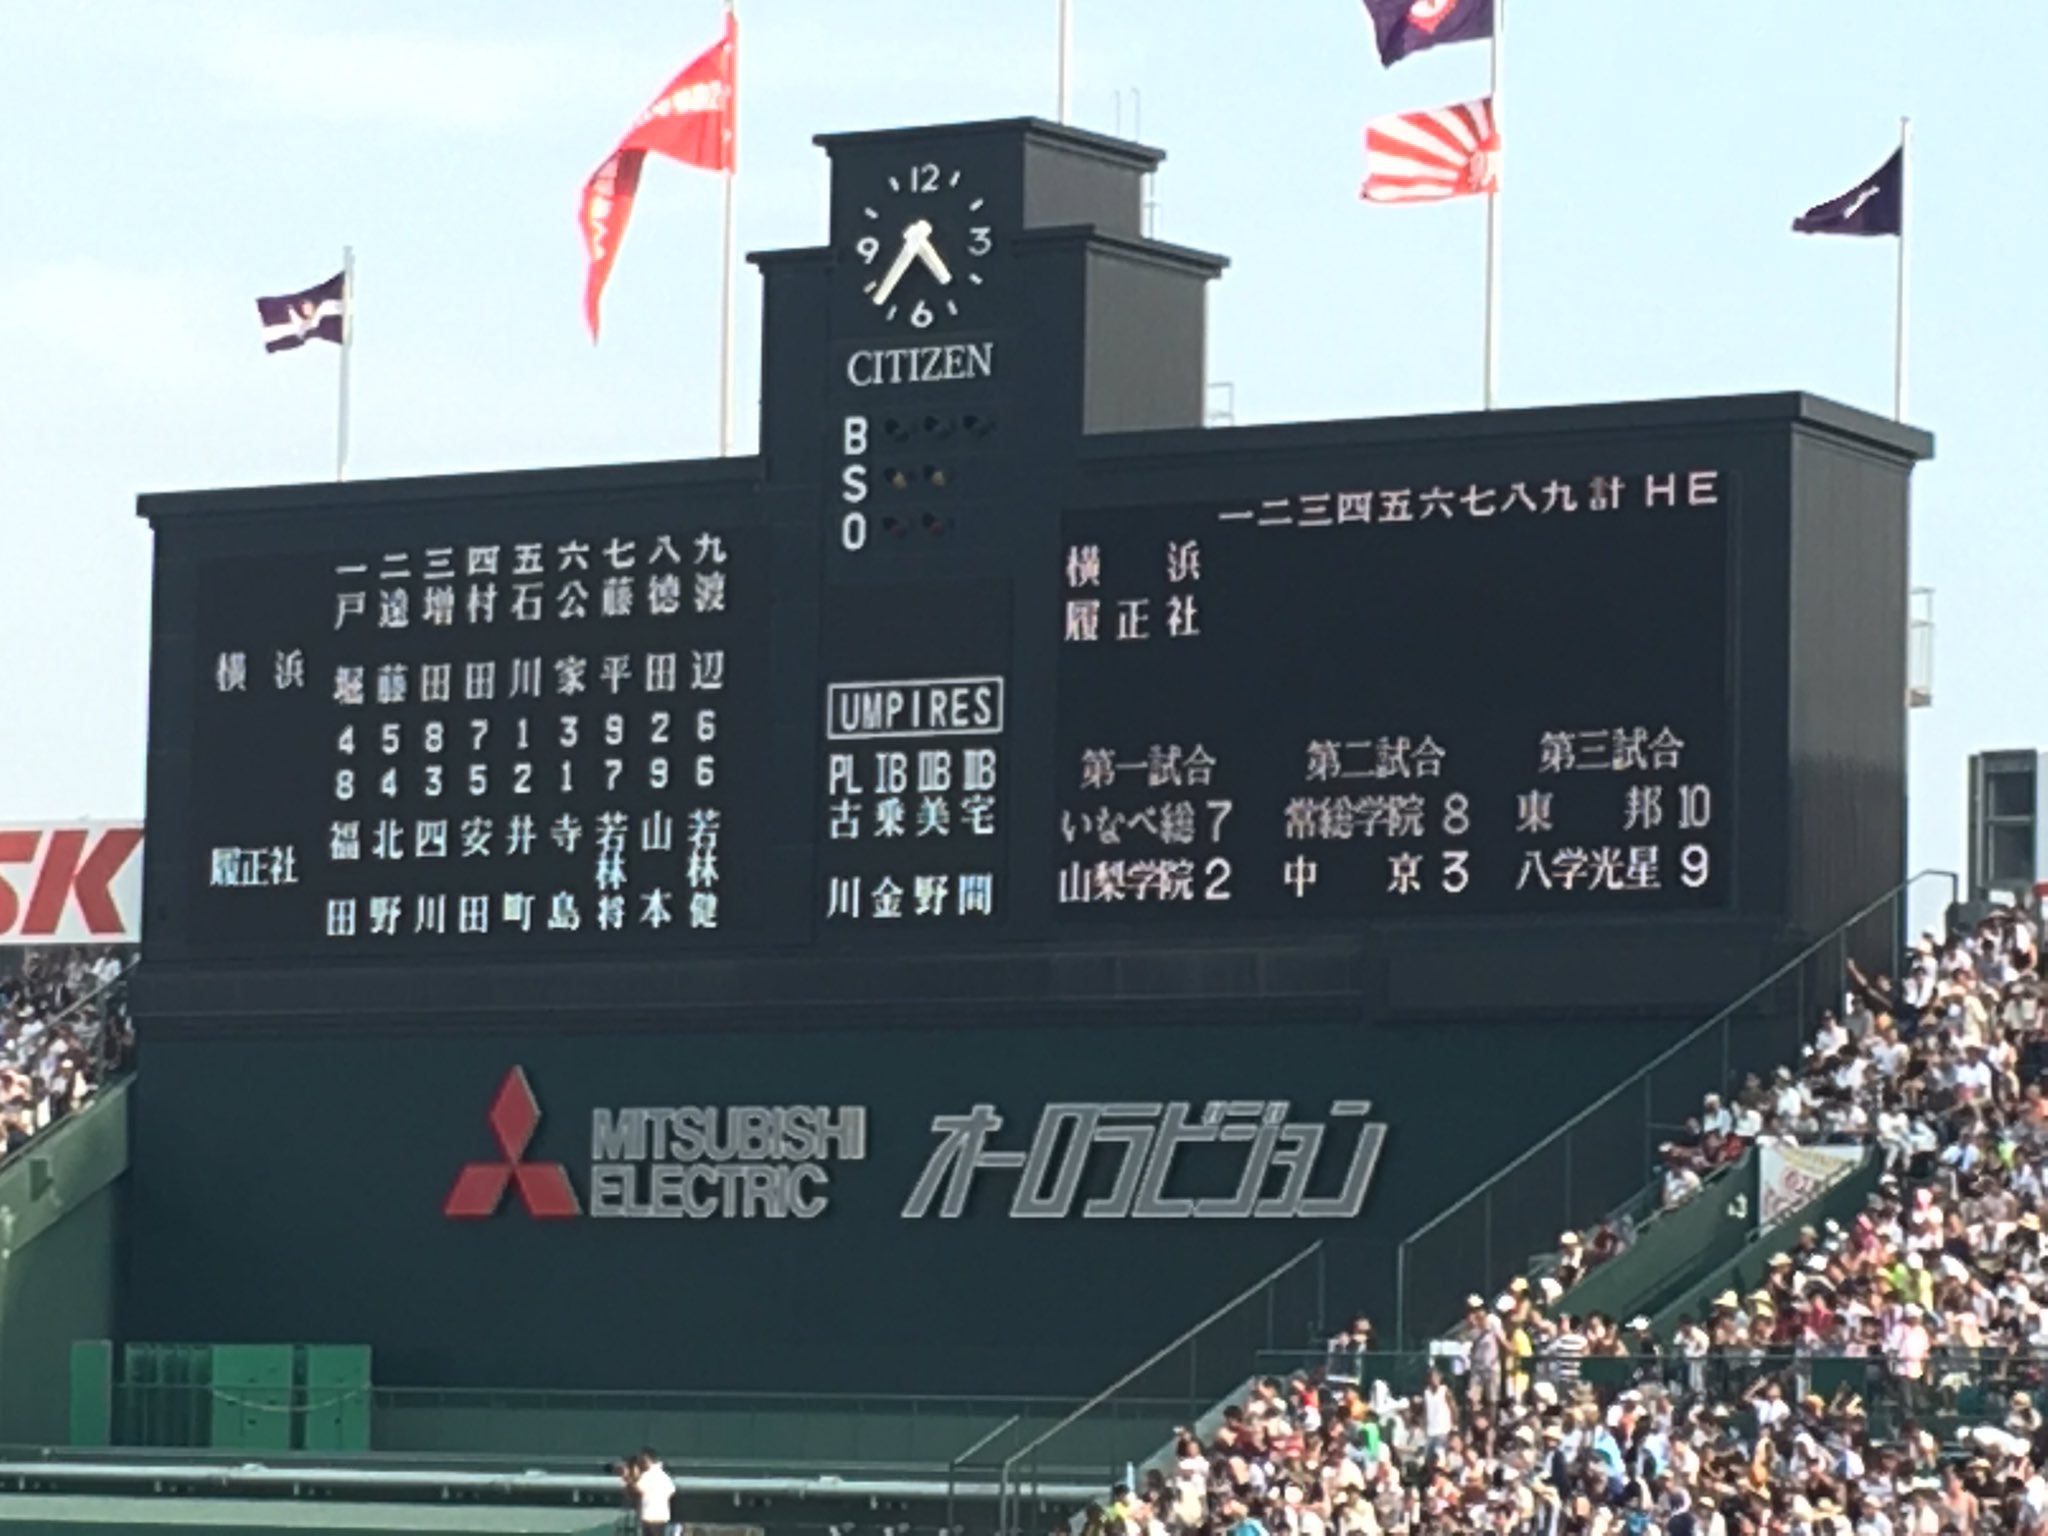 12
9 3
6
CITIZEN
B
S
O
一 二 三 四 五 六 七 八 九
横浜
戸堀 遠藤 増田 村田 石川 公家 藤平 徳田 渡辺
4 5 8 7 1 3 9 2 6
8 4 3 5 2 1 7 9 6
履正社
福田 北野 四川 安田 井町 寺島 若林将 山本 若林健
UMPIRES
PL ⅠB ⅡB ⅢB
古川 乗金 美野 宅間
一 二 三 四 五 六 七 八 九 計 H E
横浜
履正社
第一試合 第二試合 第三試合
いなべ総 7 常総学院 8 東邦 10
山梨学院 2 中京 3 八学光星 9
SK
MITSUBISHI
ELECTRIC
オーロラビジョン